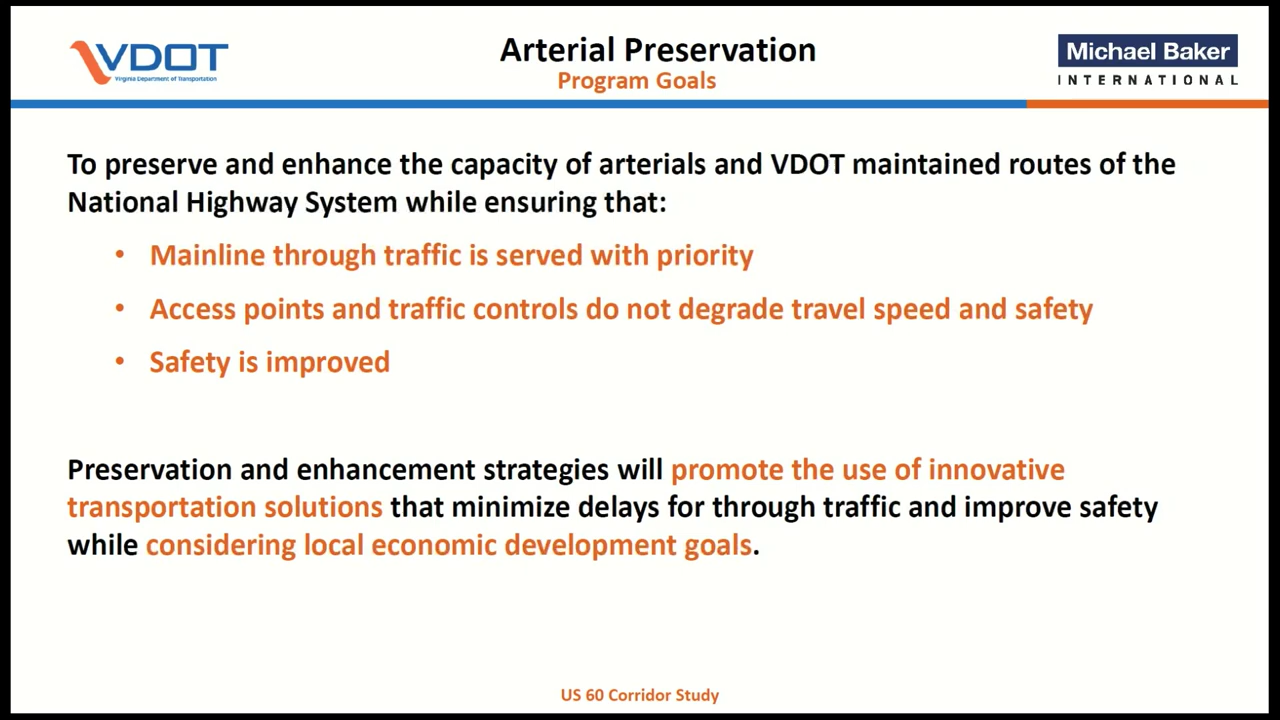 VDOT
Virginia Department of Transportation
Arterial Preservation
Program Goals
Michael Baker
INTERNATIONAL
To preserve and enhance the capacity of arterials and VDOT maintained routes of the
National Highway System while ensuring that:
• Mainline through traffic is served with priority
• Access points and traffic controls do not degrade travel speed and safety
• Safety is improved
Preservation and enhancement strategies will promote the use of innovative
transportation solutions that minimize delays for through traffic and improve safety
while considering local economic development goals.
US 60 Corridor Study